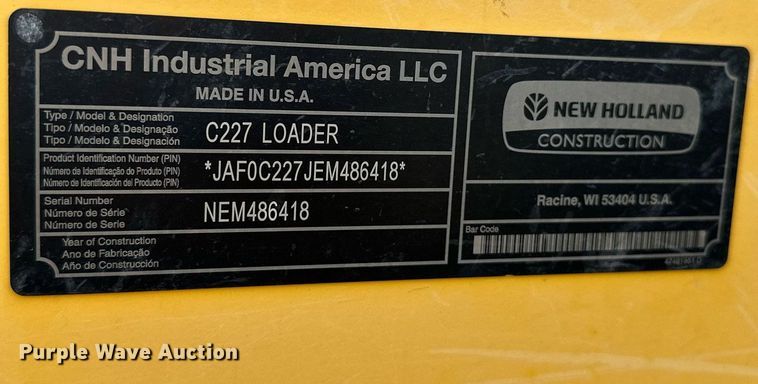 CNH Industrial America LLC
MADE IN U.S.A.
Type / Model & Designation
Tipo / Modelo & Designação
Tipo / Modelo & Designación
C227 LOADER
Product Identification Number (PIN)
Número de Identificação do Produto (PIN)
Número de Identificación del Producto (PIN)
*JAF0C227JEM486418*
Serial Number
Número de Série
Número de Serie
NEM486418
Year of Construction
Ano de Fabricação
Año de Construcción
NEW HOLLAND
CONSTRUCTION
Racine, WI 53404 U.S.A.
Bar Code
Purple Wave Auction